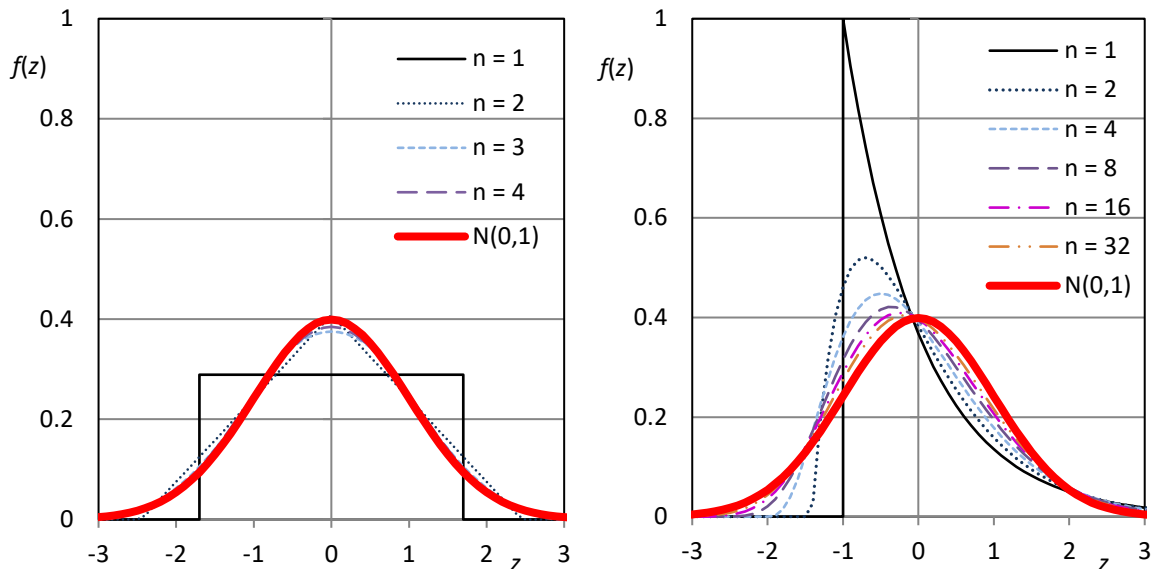 1
f(z)
0.8
0.6
0.4
0.2
0
-3 -2 -1 0 1 2 3
z
n = 1
n = 2
n = 3
n = 4
N(0,1)
1
f(z)
0.8
0.6
0.4
0.2
0
-3 -2 -1 0 1 2 3
z
n = 1
n = 2
n = 4
n = 8
n = 16
n = 32
N(0,1)